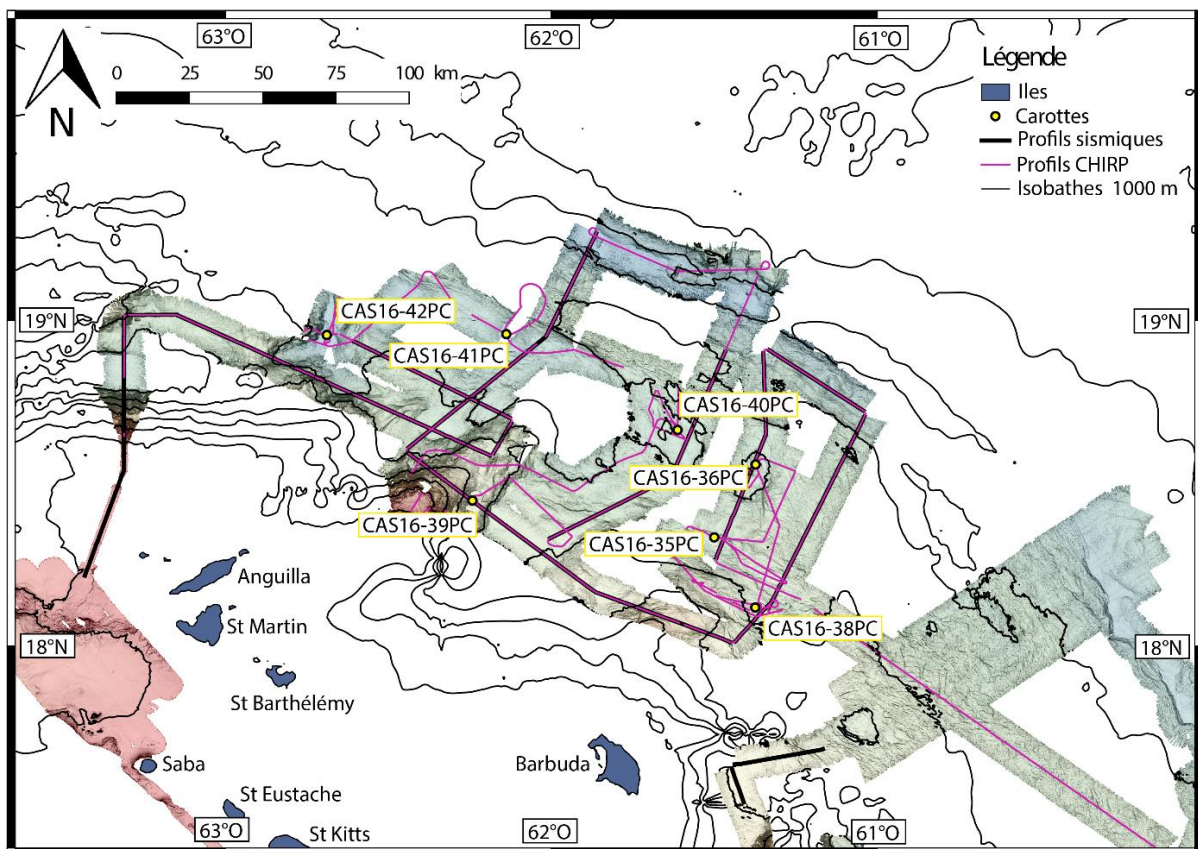 63°O
62°O
61°O
0 25 50 75 100 km
N
Légende
Iles
Carottes
Profils sismiques
Profils CHIRP
Isobathes 1000 m
19°N
19°N
CAS16-42PC
CAS16-41PC
CAS16-40PC
CAS16-36PC
CAS16-39PC
CAS16-35PC
CAS16-38PC
Anguilla
St Martin
18°N
18°N
St Barthélémy
Saba
Barbuda
St Eustache
St Kitts
63°O
62°O
61°O